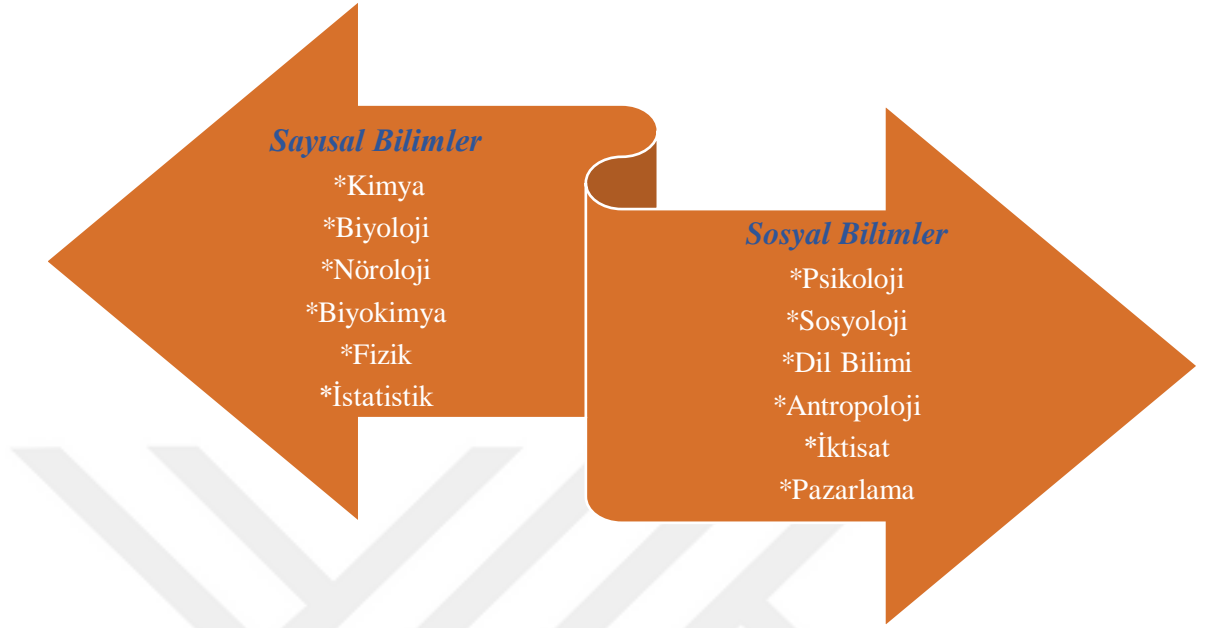 Sayısal Bilimler
*Kimya
*Biyoloji
*Nöroloji
*Biyokimya
*Fizik
*İstatistik
Sosyal Bilimler
*Psikoloji
*Sosyoloji
*Dil Bilimi
*Antropoloji
*İktisat
*Pazarlama